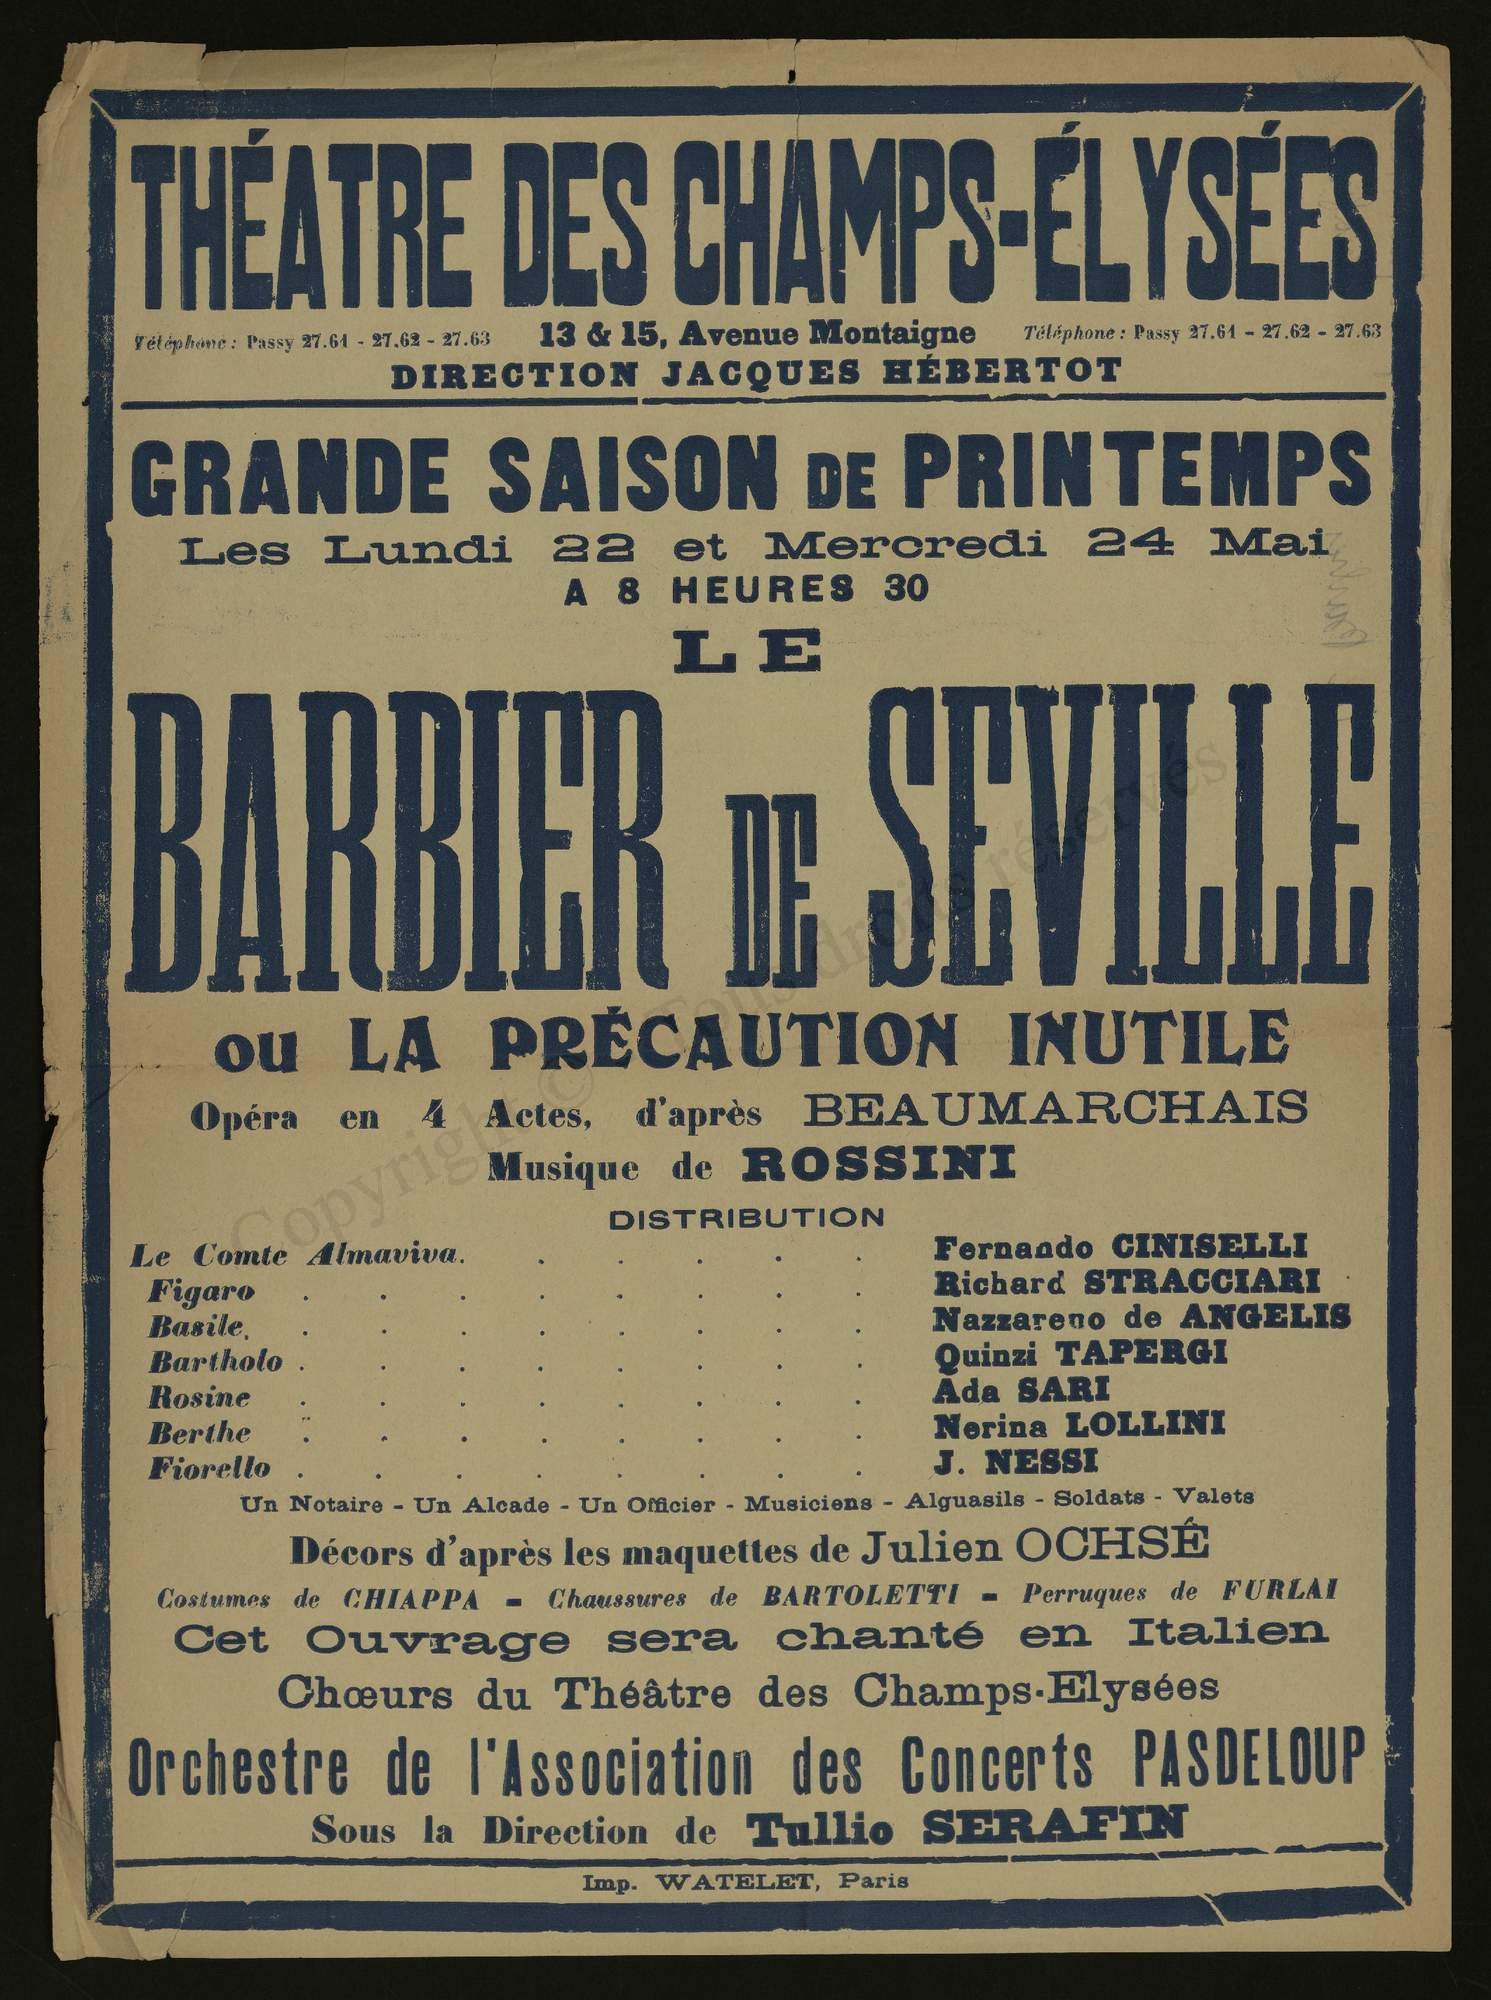 THÉATRE DES CHAMPS-ÉLYSÉES
Téléphone : Passy 27.61 - 27.62 - 27.63 13 & 15, Avenue Montaigne Téléphone : Passy 27.61 - 27.62 - 27.63
DIRECTION JACQUES HÉBERTOT
GRANDE SAISON DE PRINTEMPS
Les Lundi 22 et Mercredi 24 Mai
A 8 HEURES 30
LE
BARBIER DE SEVILLE
ou LA PRÉCAUTION INUTILE
Opéra en 4 Actes, d'après BEAUMARCHAIS
Musique de ROSSINI
DISTRIBUTION
Le Comte Almaviva. . . . . . Fernando CINISELLI
Figaro . . . . . . . . Richard STRACCIARI
Basile. . . . . . . . . Nazzareno de ANGELIS
Bartholo . . . . . . . . Quinzi TAPERGI
Rosine . . . . . . . . Ada SARI
Berthe . . . . . . . . Nerina LOLLINI
Fiorello . . . . . . . . J. NESSI
Un Notaire - Un Alcade - Un Officier - Musiciens - Alguasils - Soldats - Valets
Décors d'après les maquettes de Julien OCHSÉ
Costumes de CHIAPPA - Chaussures de BARTOLETTI - Perruques de FURLAI
Cet Ouvrage sera chanté en Italien
Chœurs du Théâtre des Champs-Elysées
Orchestre de l'Association des Concerts PASDELOUP
Sous la Direction de Tullio SERAFIN
Imp. WATELET, Paris
Copyright © Tous droits réservés.